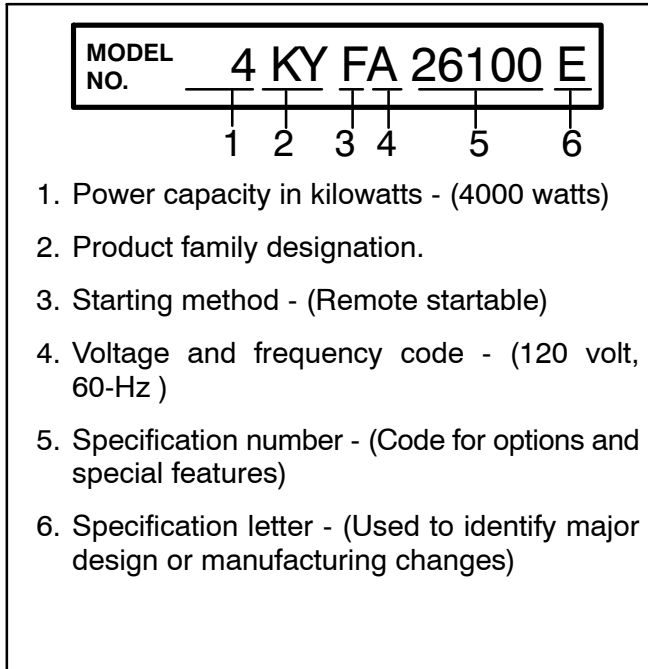 MODEL
NO.
4 KY F A 26100 E
1 2 3 4 5 6
1. Power capacity in kilowatts - (4000 watts)
2. Product family designation.
3. Starting method - (Remote startable)
4. Voltage and frequency code - (120 volt,
60-Hz )
5. Specification number - (Code for options and
special features)
6. Specification letter - (Used to identify major
design or manufacturing changes)